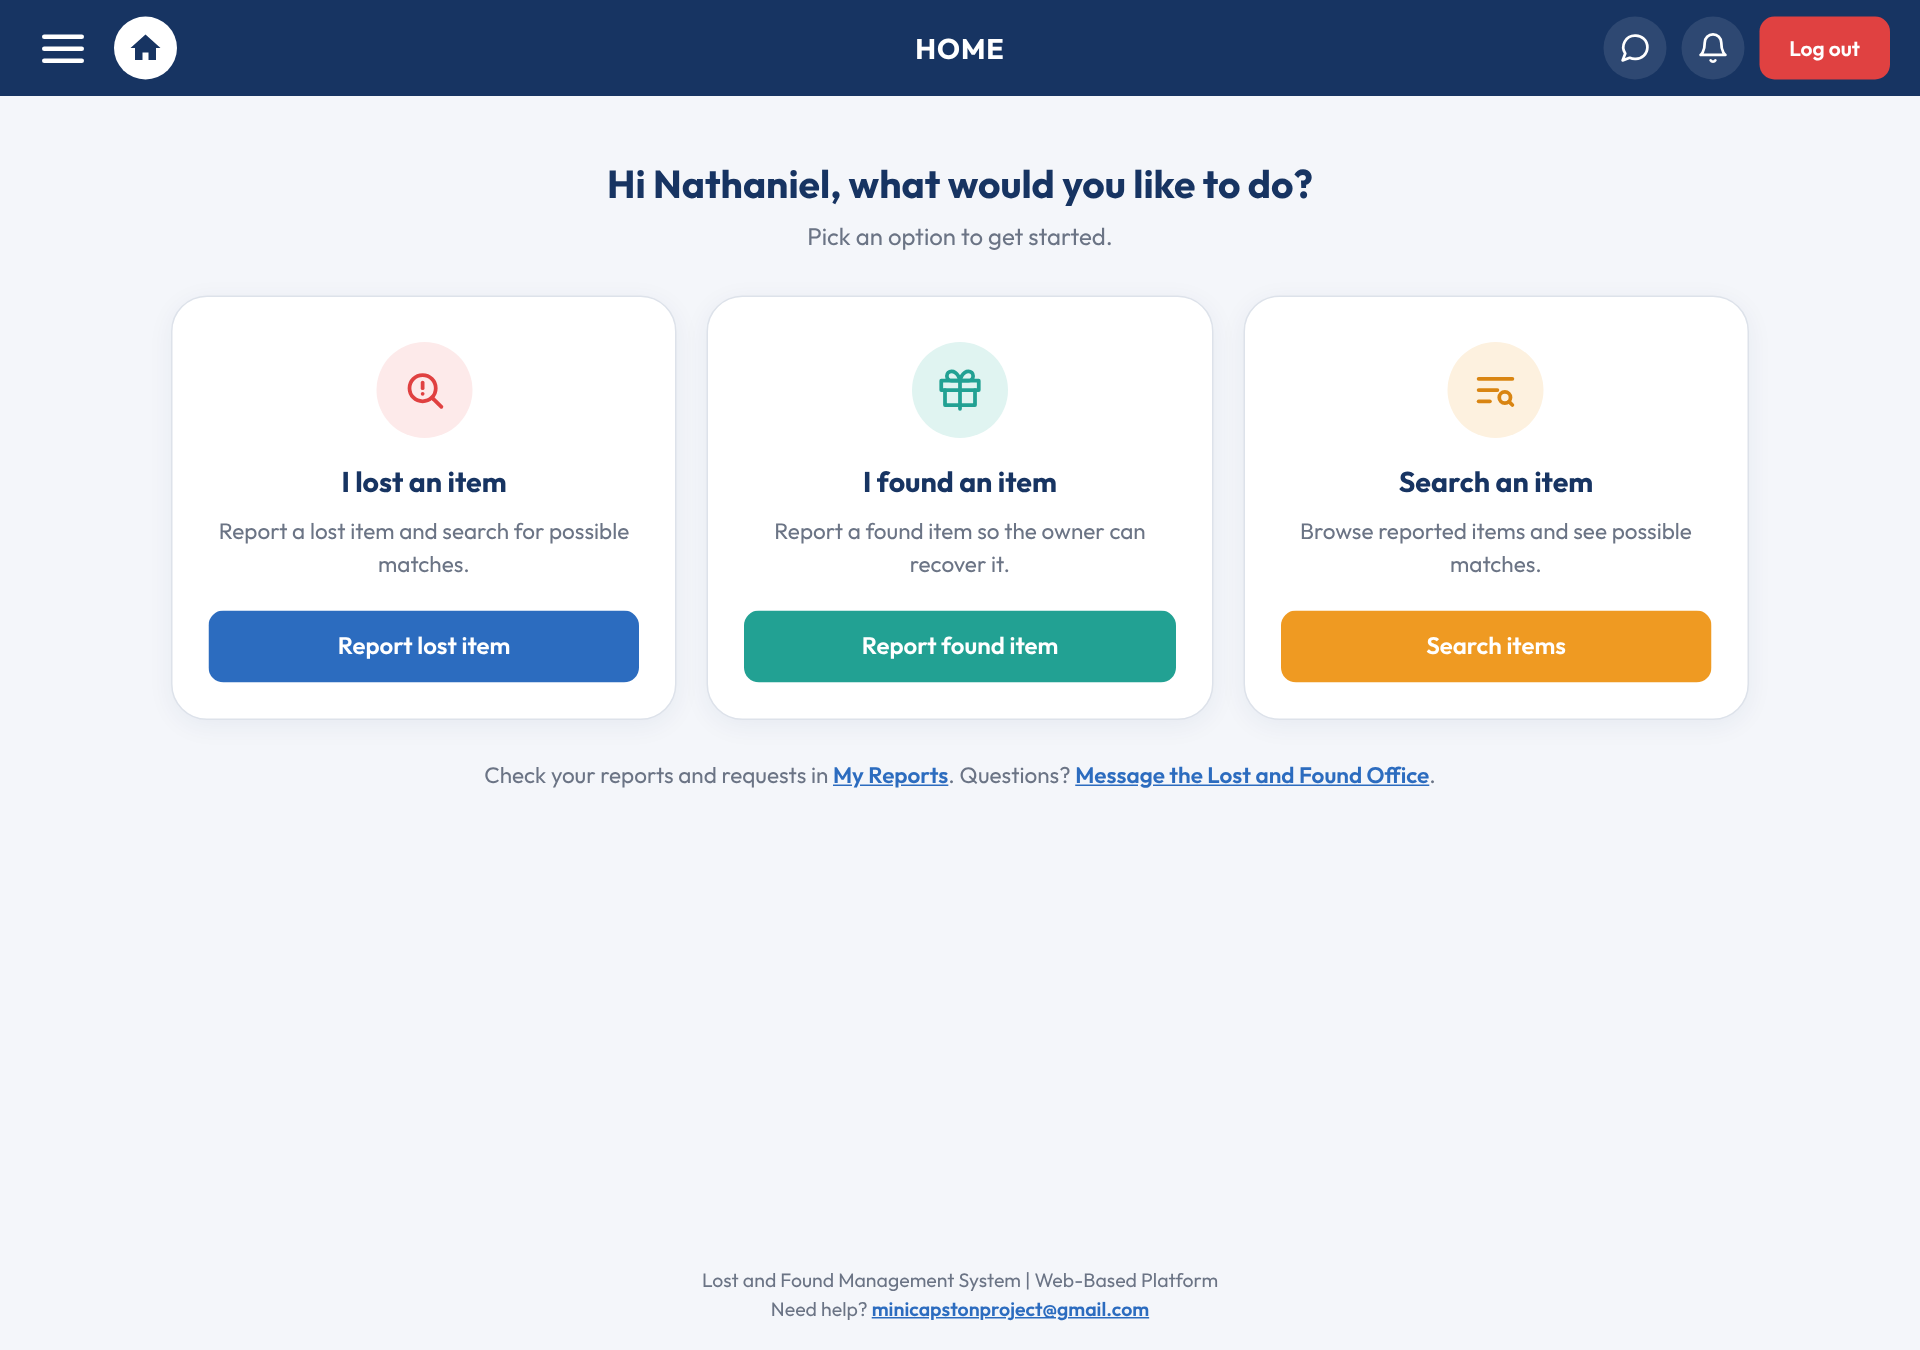 HOME
Log out
Hi Nathaniel, what would you like to do?
Pick an option to get started.
I lost an item
Report a lost item and search for possible
matches.
Report lost item
I found an item
Report a found item so the owner can
recover it.
Report found item
Search an item
Browse reported items and see possible
matches.
Search items
Check your reports and requests in My Reports. Questions? Message the Lost and Found Office.
Lost and Found Management System | Web-Based Platform
Need help? minicapstonproject@gmail.com